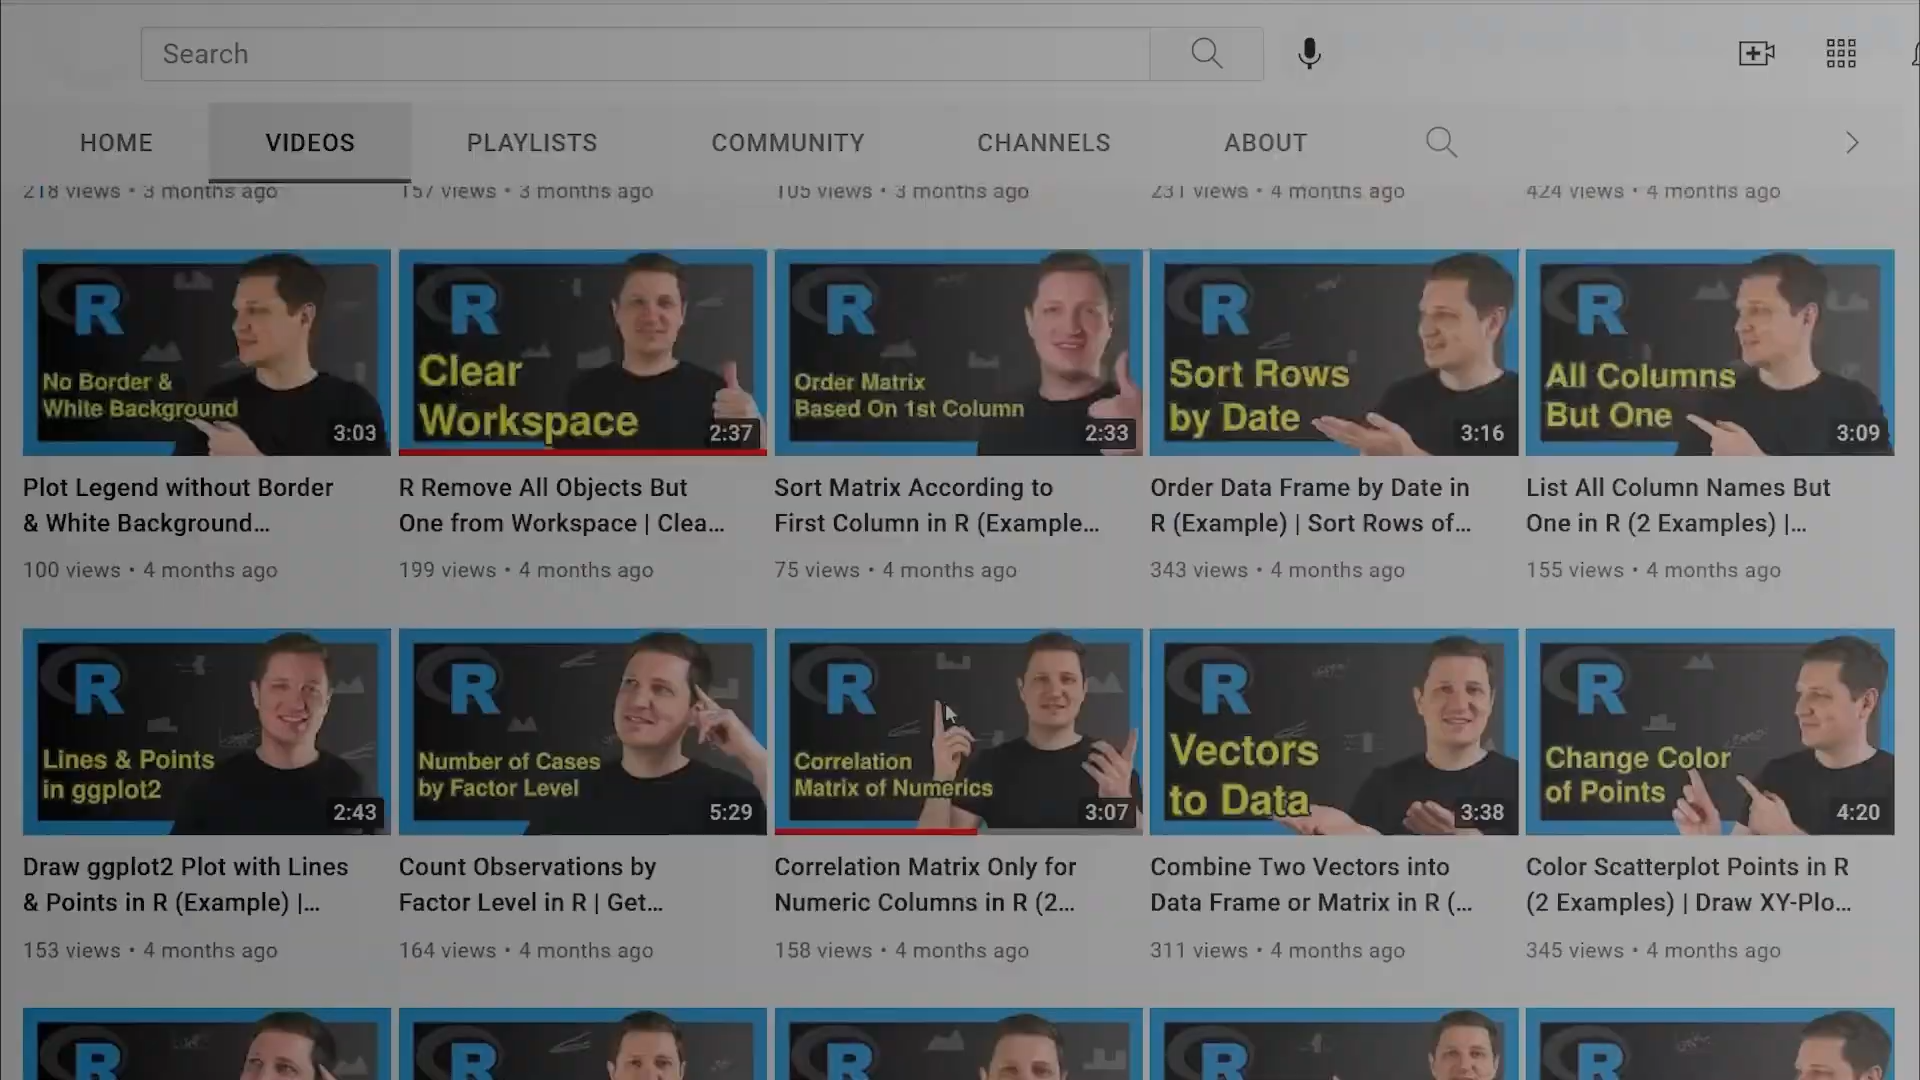 Search
HOME VIDEOS PLAYLISTS COMMUNITY CHANNELS ABOUT
218 views • 3 months ago
157 views • 3 months ago
105 views • 3 months ago
231 views • 4 months ago
424 views • 4 months ago
R
No Border &
White Background
3:03
R
Clear
Workspace
2:37
R
Order Matrix
Based On 1st Column
2:33
R
Sort Rows
by Date
3:16
R
All Columns
But One
3:09
Plot Legend without Border
& White Background...
100 views • 4 months ago
R Remove All Objects But
One from Workspace | Clea...
199 views • 4 months ago
Sort Matrix According to
First Column in R (Example...
75 views • 4 months ago
Order Data Frame by Date in
R (Example) | Sort Rows of...
343 views • 4 months ago
List All Column Names But
One in R (2 Examples) |...
155 views • 4 months ago
R
Lines & Points
in ggplot2
2:43
R
Number of Cases
by Factor Level
5:29
R
Correlation
Matrix of Numerics
3:07
R
Vectors
to Data
3:38
R
Change Color
of Points
4:20
Draw ggplot2 Plot with Lines
& Points in R (Example) |...
153 views • 4 months ago
Count Observations by
Factor Level in R | Get...
164 views • 4 months ago
Correlation Matrix Only for
Numeric Columns in R (2...
158 views • 4 months ago
Combine Two Vectors into
Data Frame or Matrix in R (...
311 views • 4 months ago
Color Scatterplot Points in R
(2 Examples) | Draw XY-Plo...
345 views • 4 months ago
R
R
R
R
R